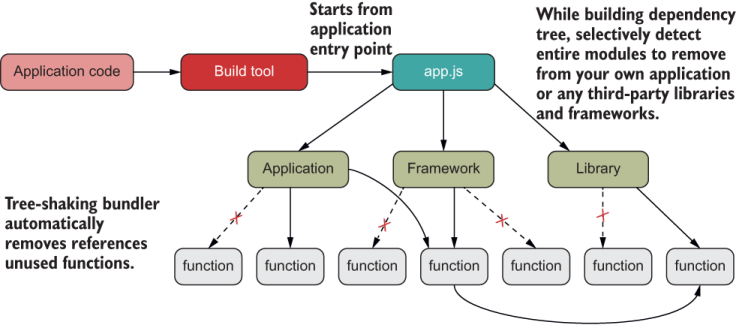 Starts from
application
entry point
While building dependency
tree, selectively detect
entire modules to remove
from your own application
or any third-party libraries
and frameworks.
Application code
Build tool
app.js
Application
Framework
Library
Tree-shaking bundler
automatically
removes references
unused functions.
function
function
function
function
function
function
function